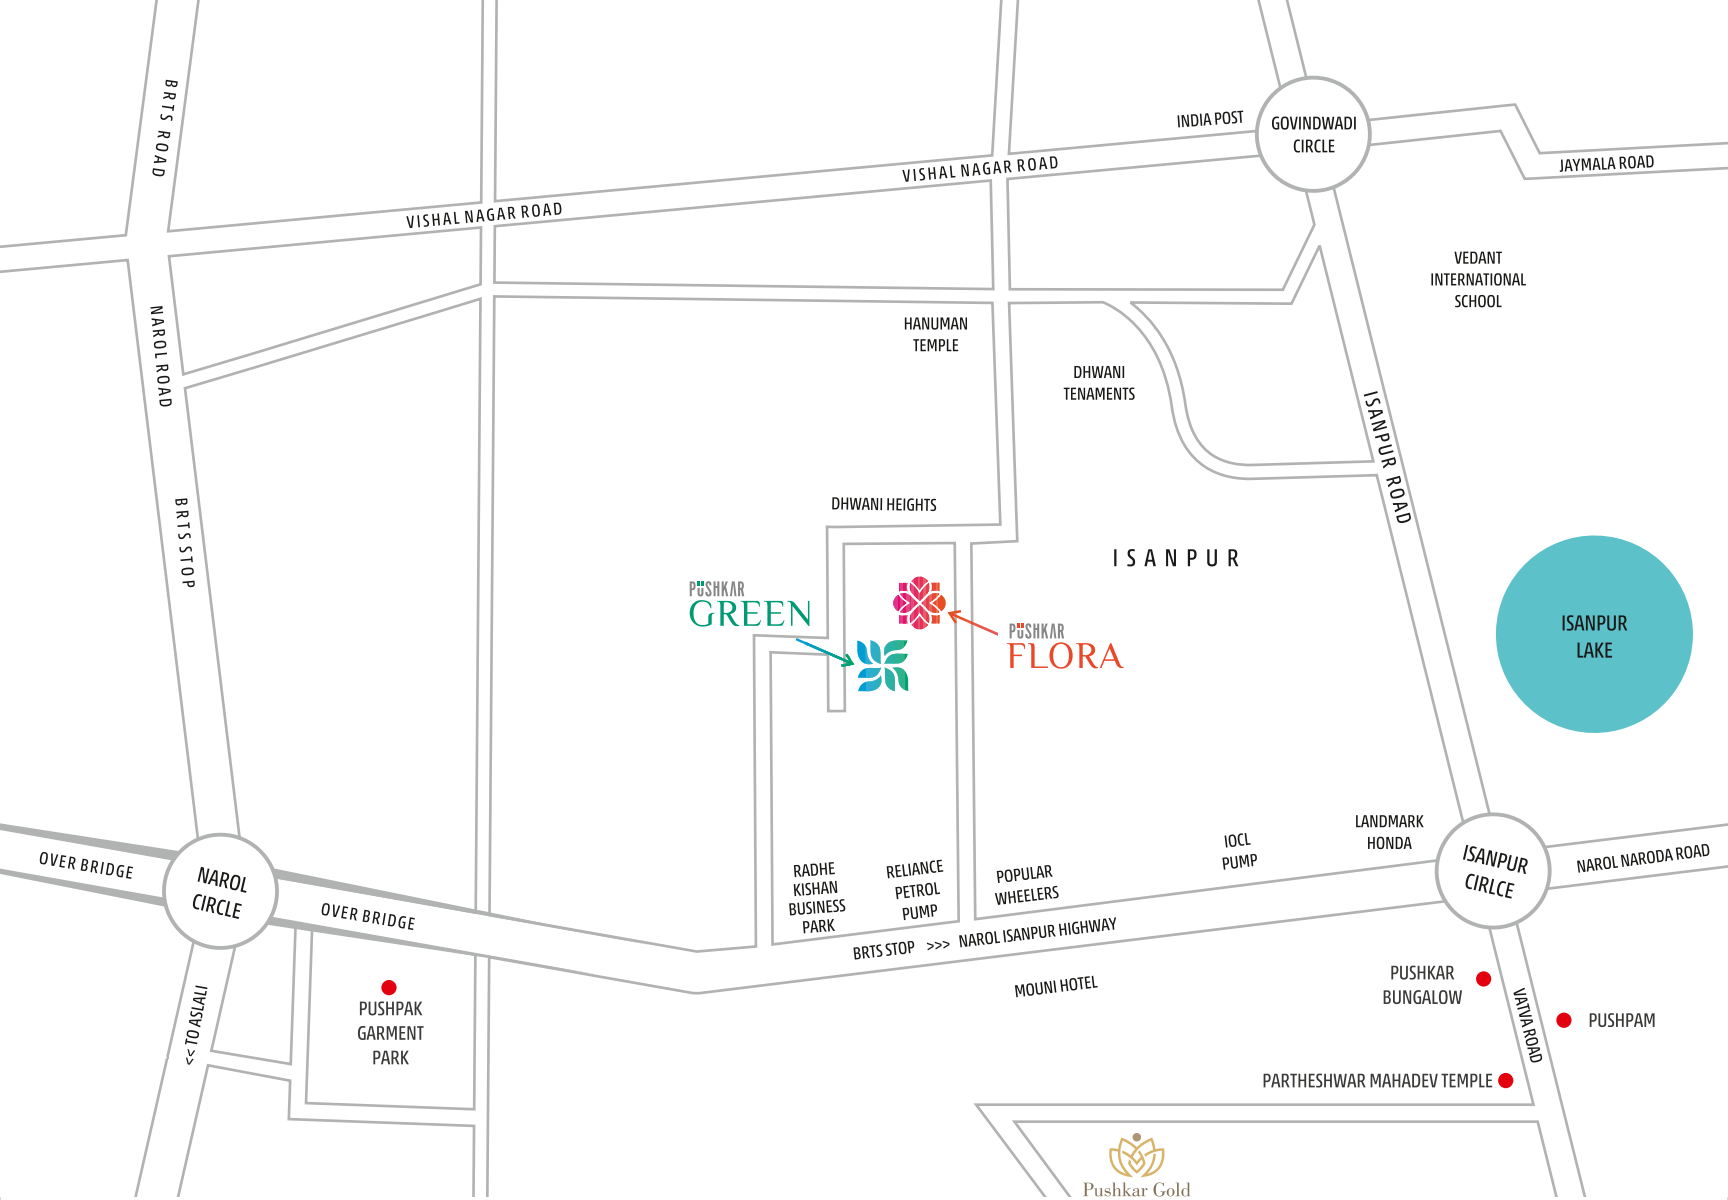 BRTS ROAD
INDIA POST
GOVINDWADI
CIRCLE
JAYMALA ROAD
VISHAL NAGAR ROAD
VISHAL NAGAR ROAD
VEDANT
INTERNATIONAL
SCHOOL
NAROL ROAD
HANUMAN
TEMPLE
DHWANI
TENAMENTS
ISANPUR ROAD
BRTS STOP
DHWANI HEIGHTS
ISANPUR
PUSHKAR
GREEN
PUSHKAR
FLORA
ISANPUR
LAKE
OVER BRIDGE
NAROL
CIRCLE
OVER BRIDGE
RADHE
KISHAN
BUSINESS
PARK
RELIANCE
PETROL
PUMP
POPULAR
WHEELERS
IOCL
PUMP
LANDMARK
HONDA
ISANPUR
CIRLCE
NAROL NARODA ROAD
BRTS STOP >>> NAROL ISANPUR HIGHWAY
MOUNI HOTEL
<< TO ASLALI
PUSHPAK
GARMENT
PARK
PUSHKAR
BUNGALOW
VATVA ROAD
PUSHPAM
PARTHESHWAR MAHADEV TEMPLE
Pushkar Gold